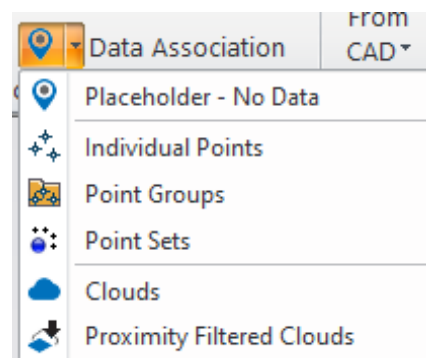 From
Data Association
CAD
Placeholder - No Data
Individual Points
Point Groups
Point Sets
Clouds
Proximity Filtered Clouds